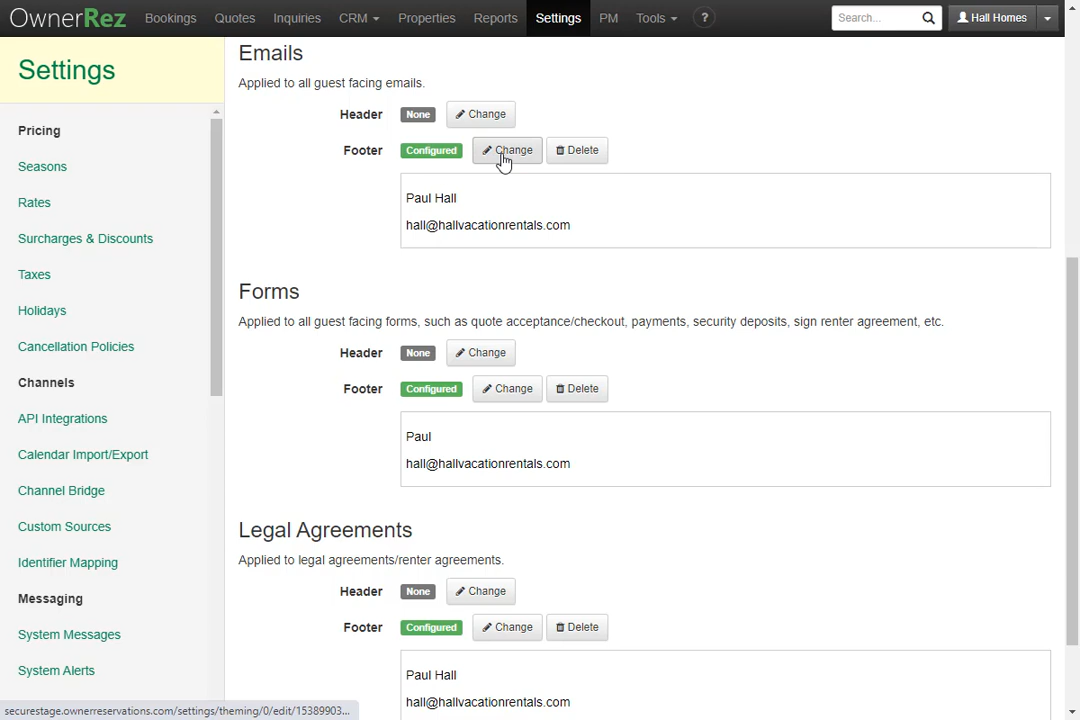 OwnerRez Bookings Quotes Inquiries CRM Properties Reports Settings PM Tools ? Search... Hall Homes
Settings
Pricing
Seasons
Rates
Surcharges & Discounts
Taxes
Holidays
Cancellation Policies
Channels
API Integrations
Calendar Import/Export
Channel Bridge
Custom Sources
Identifier Mapping
Messaging
System Messages
System Alerts
Emails
Applied to all guest facing emails.
Header None Change
Footer Configured Change Delete
Paul Hall
hall@hallvacationrentals.com
Forms
Applied to all guest facing forms, such as quote acceptance/checkout, payments, security deposits, sign renter agreement, etc.
Header None Change
Footer Configured Change Delete
Paul
hall@hallvacationrentals.com
Legal Agreements
Applied to legal agreements/renter agreements.
Header None Change
Footer Configured Change Delete
Paul Hall
hall@hallvacationrentals.com
securestage.ownerreservations.com/settings/theming/0/edit/15389903...